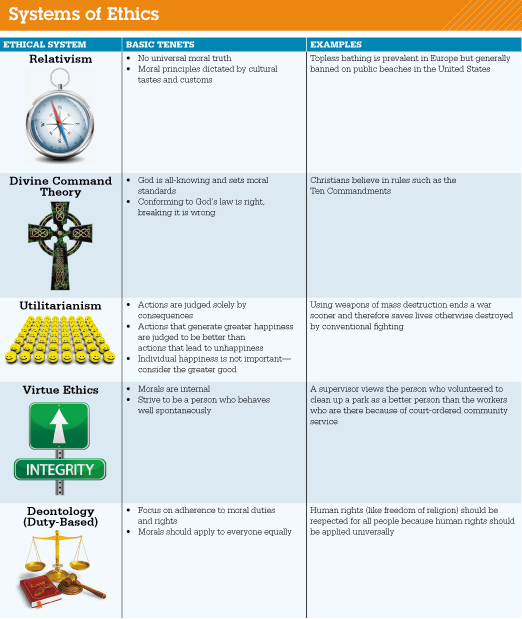 Systems of Ethics
ETHICAL SYSTEM
BASIC TENETS
EXAMPLES
Relativism
• No universal moral truth
• Moral principles dictated by cultural
tastes and customs
Topless bathing is prevalent in Europe but generally
banned on public beaches in the United States
Divine Command
Theory
• God is all-knowing and sets moral
standards
• Conforming to God's law is right,
breaking it is wrong
Christians believe in rules such as the
Ten Commandments
Utilitarianism
• Actions are judged solely by
consequences
• Actions that generate greater happiness
are judged to be better than
actions that lead to unhappiness
• Individual happiness is not important—
consider the greater good
Using weapons of mass destruction ends a war
sooner and therefore saves lives otherwise destroyed
by conventional fighting
Virtue Ethics
INTEGRITY
• Morals are internal
• Strive to be a person who behaves
well spontaneously
A supervisor views the person who volunteered to
clean up a park as a better person than the workers
who are there because of court-ordered community
service
Deontology
(Duty-Based)
• Focus on adherence to moral duties
and rights
• Morals should apply to everyone equally
Human rights (like freedom of religion) should be
respected for all people because human rights should
be applied universally